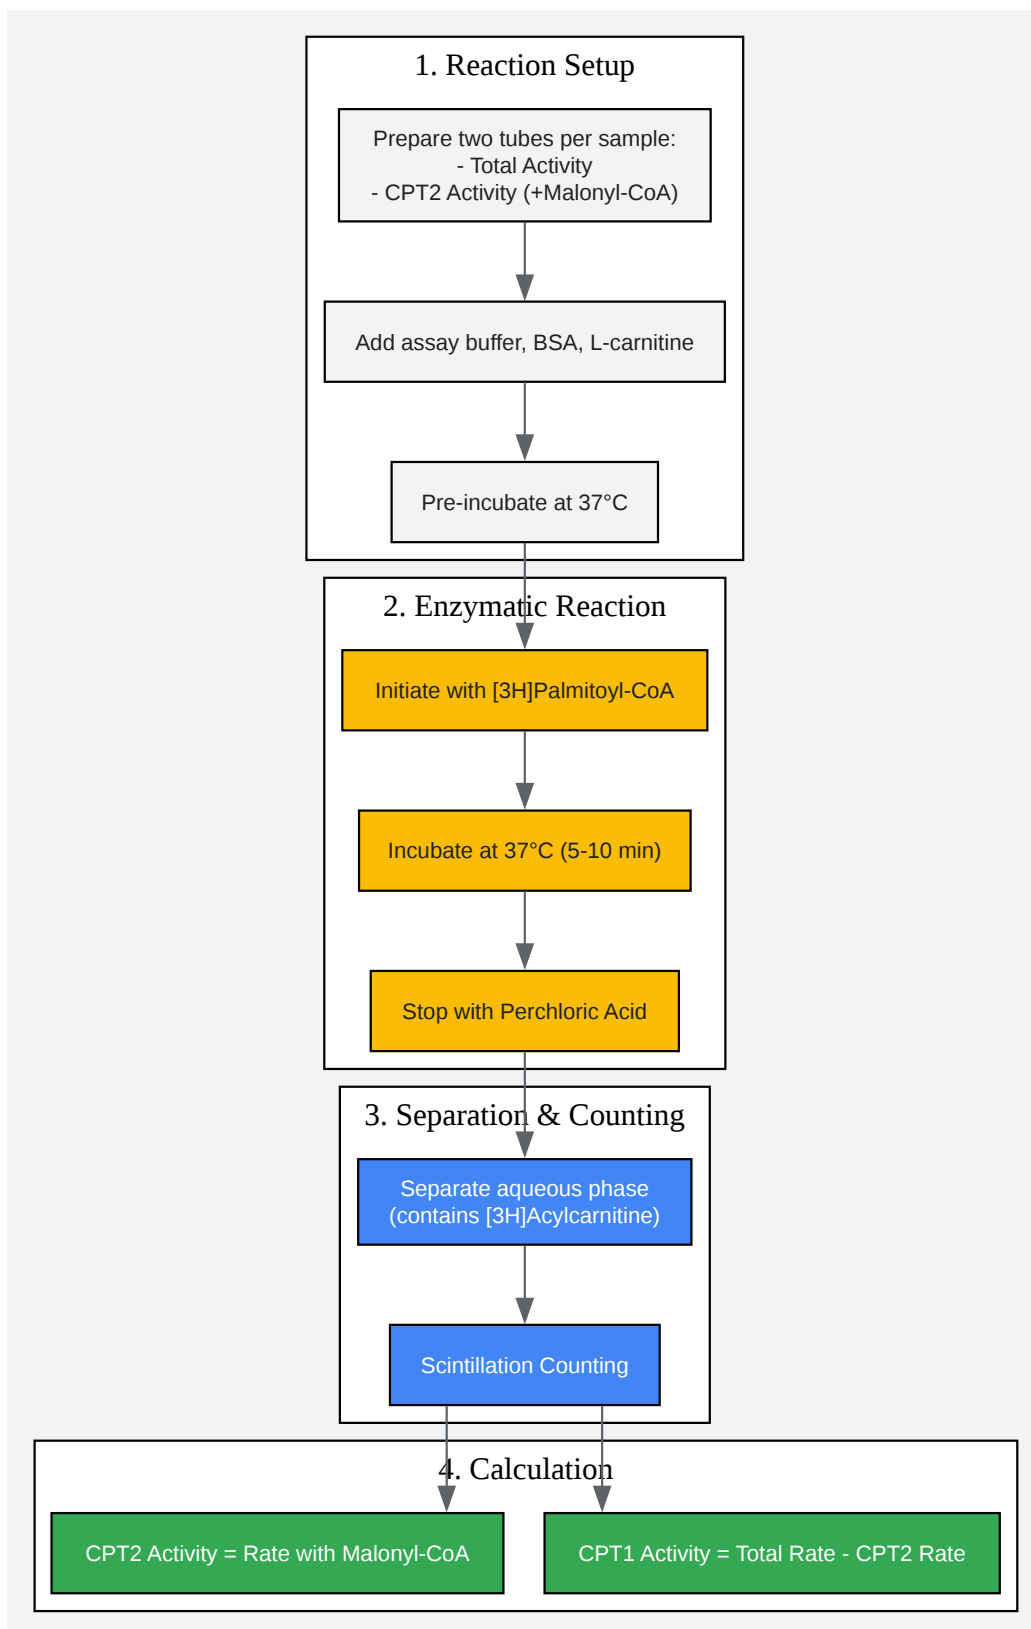 1. Reaction Setup
Prepare two tubes per sample:
- Total Activity
- CPT2 Activity (+Malonyl-CoA)
Add assay buffer, BSA, L-carnitine
Pre-incubate at 37°C
2. Enzymatic Reaction
Initiate with [3H]Palmitoyl-CoA
Incubate at 37°C (5-10 min)
Stop with Perchloric Acid
3. Separation & Counting
Separate aqueous phase
(contains [3H]Acylcarnitine)
Scintillation Counting
4. Calculation
CPT2 Activity = Rate with Malonyl-CoA
CPT1 Activity = Total Rate - CPT2 Rate